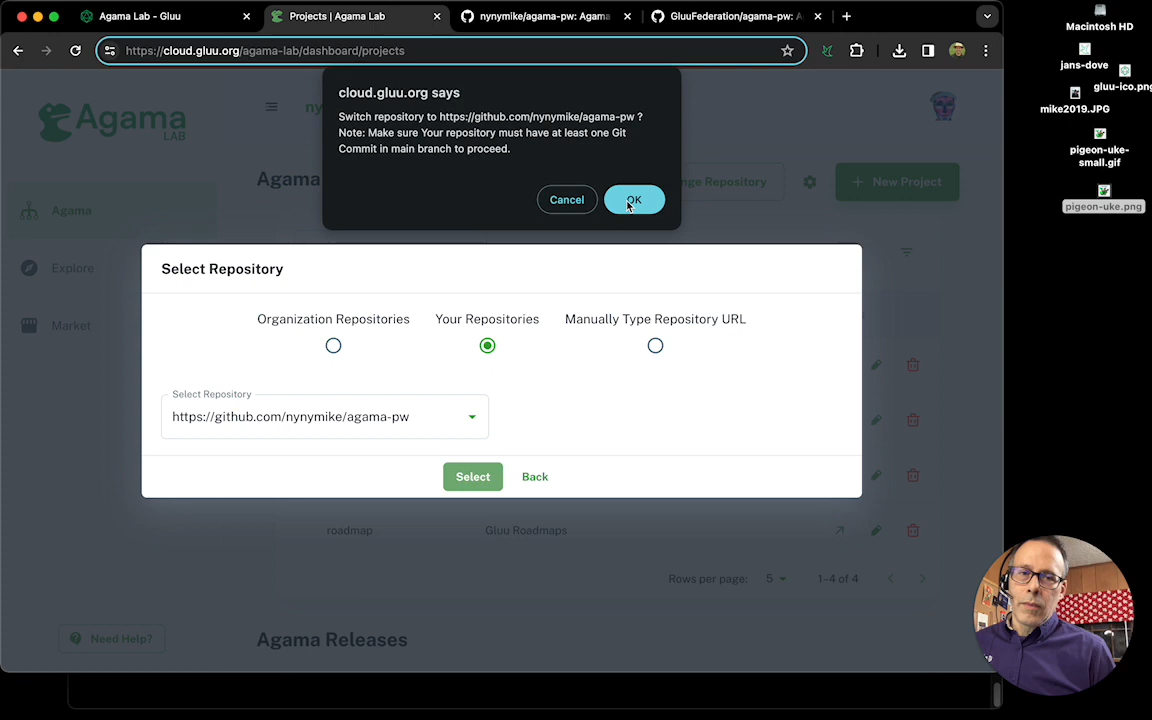 Agama Lab - Gluu
Projects | Agama Lab
nynymike/agama-pw: Agama
GluuFederation/agama-pw: A
https://cloud.gluu.org/agama-lab/dashboard/projects
Macintosh HD
jans-dove
gluu-ico.png
mike2019.JPG
pigeon-uke-
small.gif
pigeon-uke.png
cloud.gluu.org says
Switch repository to https://github.com/nynymike/agama-pw ?
Note: Make sure Your repository must have at least one Git
Commit in main branch to proceed.
Cancel
OK
Agama
LAB
ny
Agama
nge Repository
+ New Project
Agama
Explore
Market
Select Repository
Organization Repositories
Your Repositories
Manually Type Repository URL
Select Repository
https://github.com/nynymike/agama-pw
Select
Back
roadmap
Gluu Roadmaps
Rows per page:
5
1-4 of 4
Need Help?
Agama Releases